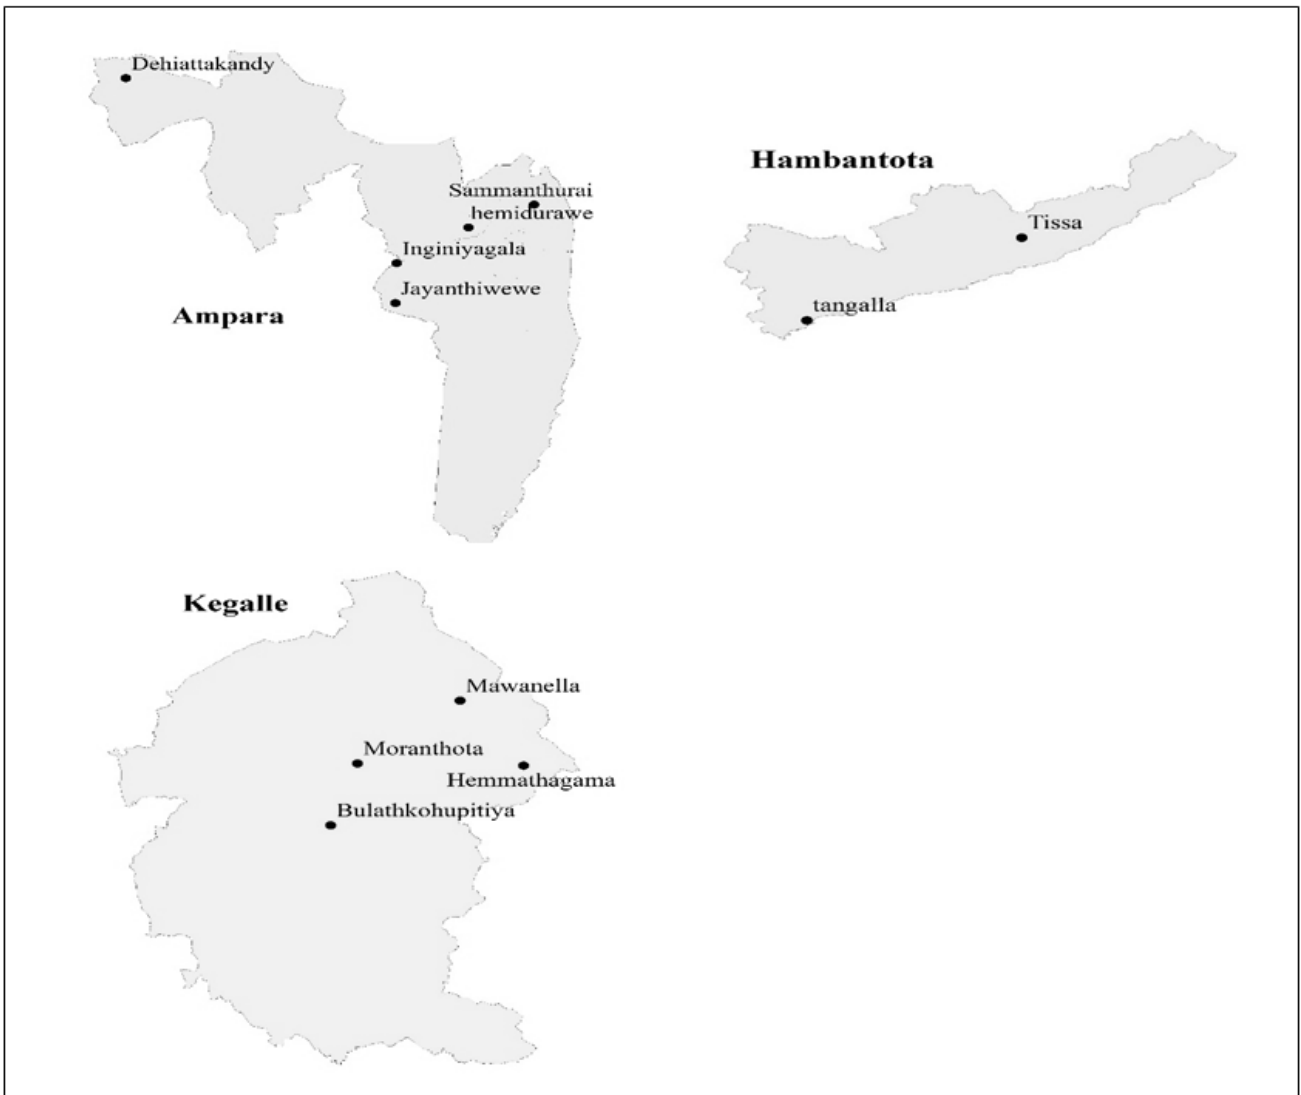 Dehiattakandy
Hambantota
Sammanthurai
hemidurawe
Tissa
Inginiyagala
Jayanthiwewe
tangalla
Ampara
Kegalle
Mawanella
Moranthota
Hemmathagama
Bulathkohupitiya